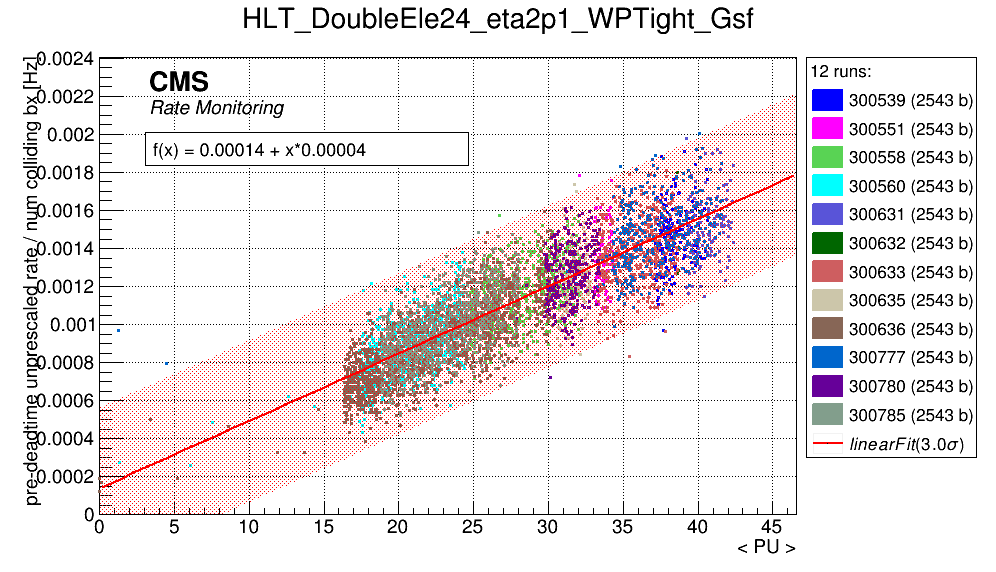 HLT_DoubleEle24_eta2p1_WPTight_Gsf
pre-deadtime unprescaled rate / num colliding bx [Hz]
0.0024
0.0022
0.002
0.0018
0.0016
0.0014
0.0012
0.001
0.0008
0.0006
0.0004
0.0002
0
CMS
Rate Monitoring
f(x) = 0.00014 + x*0.00004
0 5 10 15 20 25 30 35 40 45
< PU >
12 runs:
300539 (2543 b)
300551 (2543 b)
300558 (2543 b)
300560 (2543 b)
300631 (2543 b)
300632 (2543 b)
300633 (2543 b)
300635 (2543 b)
300636 (2543 b)
300777 (2543 b)
300780 (2543 b)
300785 (2543 b)
linearFit(3.0σ)